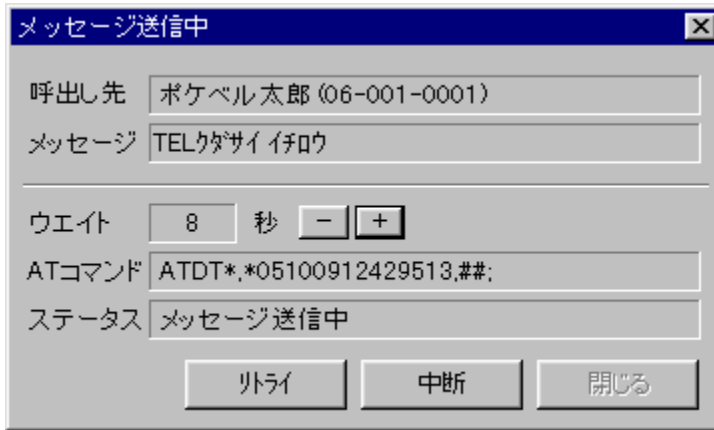 メッセージ送信中
呼出し先 ポケベル太郎 (06-001-0001)
メッセージ TELクダサイ イチロウ
ウエイト 8 秒 － ＋
ATコマンド ATDT*,*05100912429513,##;
ステータス メッセージ送信中
リトライ 中断 閉じる